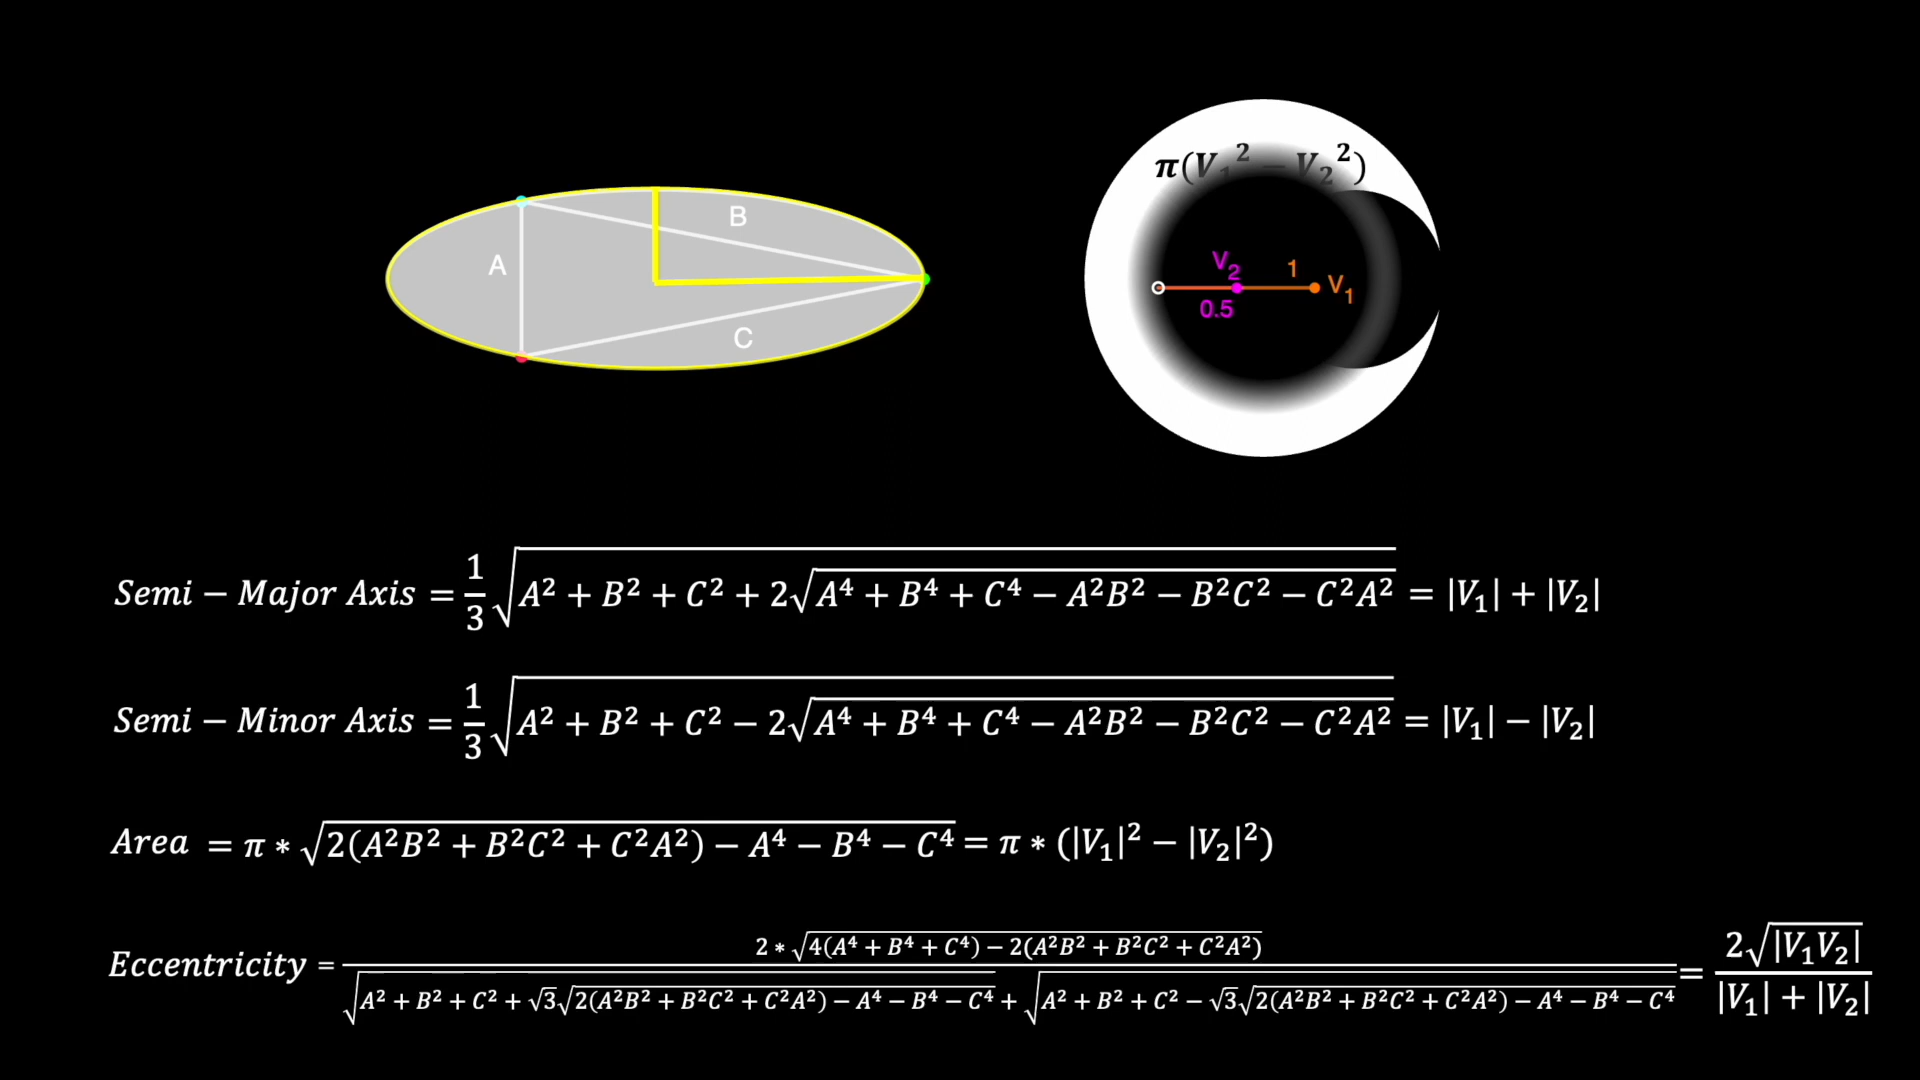 π(V₁² − V₂²)
B
A
C
V₂
1
V₁
0.5
Semi − Major Axis = 1/3 √(A² + B² + C² + 2√(A⁴ + B⁴ + C⁴ − A²B² − B²C² − C²A²)) = |V₁| + |V₂|
Semi − Minor Axis = 1/3 √(A² + B² + C² − 2√(A⁴ + B⁴ + C⁴ − A²B² − B²C² − C²A²)) = |V₁| − |V₂|
Area = π * √(2(A²B² + B²C² + C²A²) − A⁴ − B⁴ − C⁴) = π * (|V₁|² − |V₂|²)
Eccentricity = (2 * √(4(A⁴ + B⁴ + C⁴) − 2(A²B² + B²C² + C²A²))) / (√(A² + B² + C² + √3√(2(A²B² + B²C² + C²A²) − A⁴ − B⁴ − C⁴)) + √(A² + B² + C² − √3√(2(A²B² + B²C² + C²A²) − A⁴ − B⁴ − C⁴))) = (2√|V₁V₂|) / (|V₁| + |V₂|)